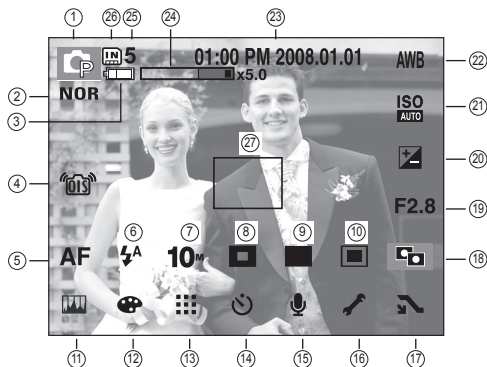 ① ㉖ ㉕ ㉔ ㉓
P IN 5 01:00 PM 2008.01.01 AWB ㉒
x5.0
② NOR ISO AUTO ㉑
③
㉗
④ OIS ⑳
F2.8 ⑲
⑥ ⑦ ⑧ ⑨ ⑩
⑤ AF A 10M ⑱
⑪ ⑫ ⑬ ⑭ ⑮ ⑯ ⑰